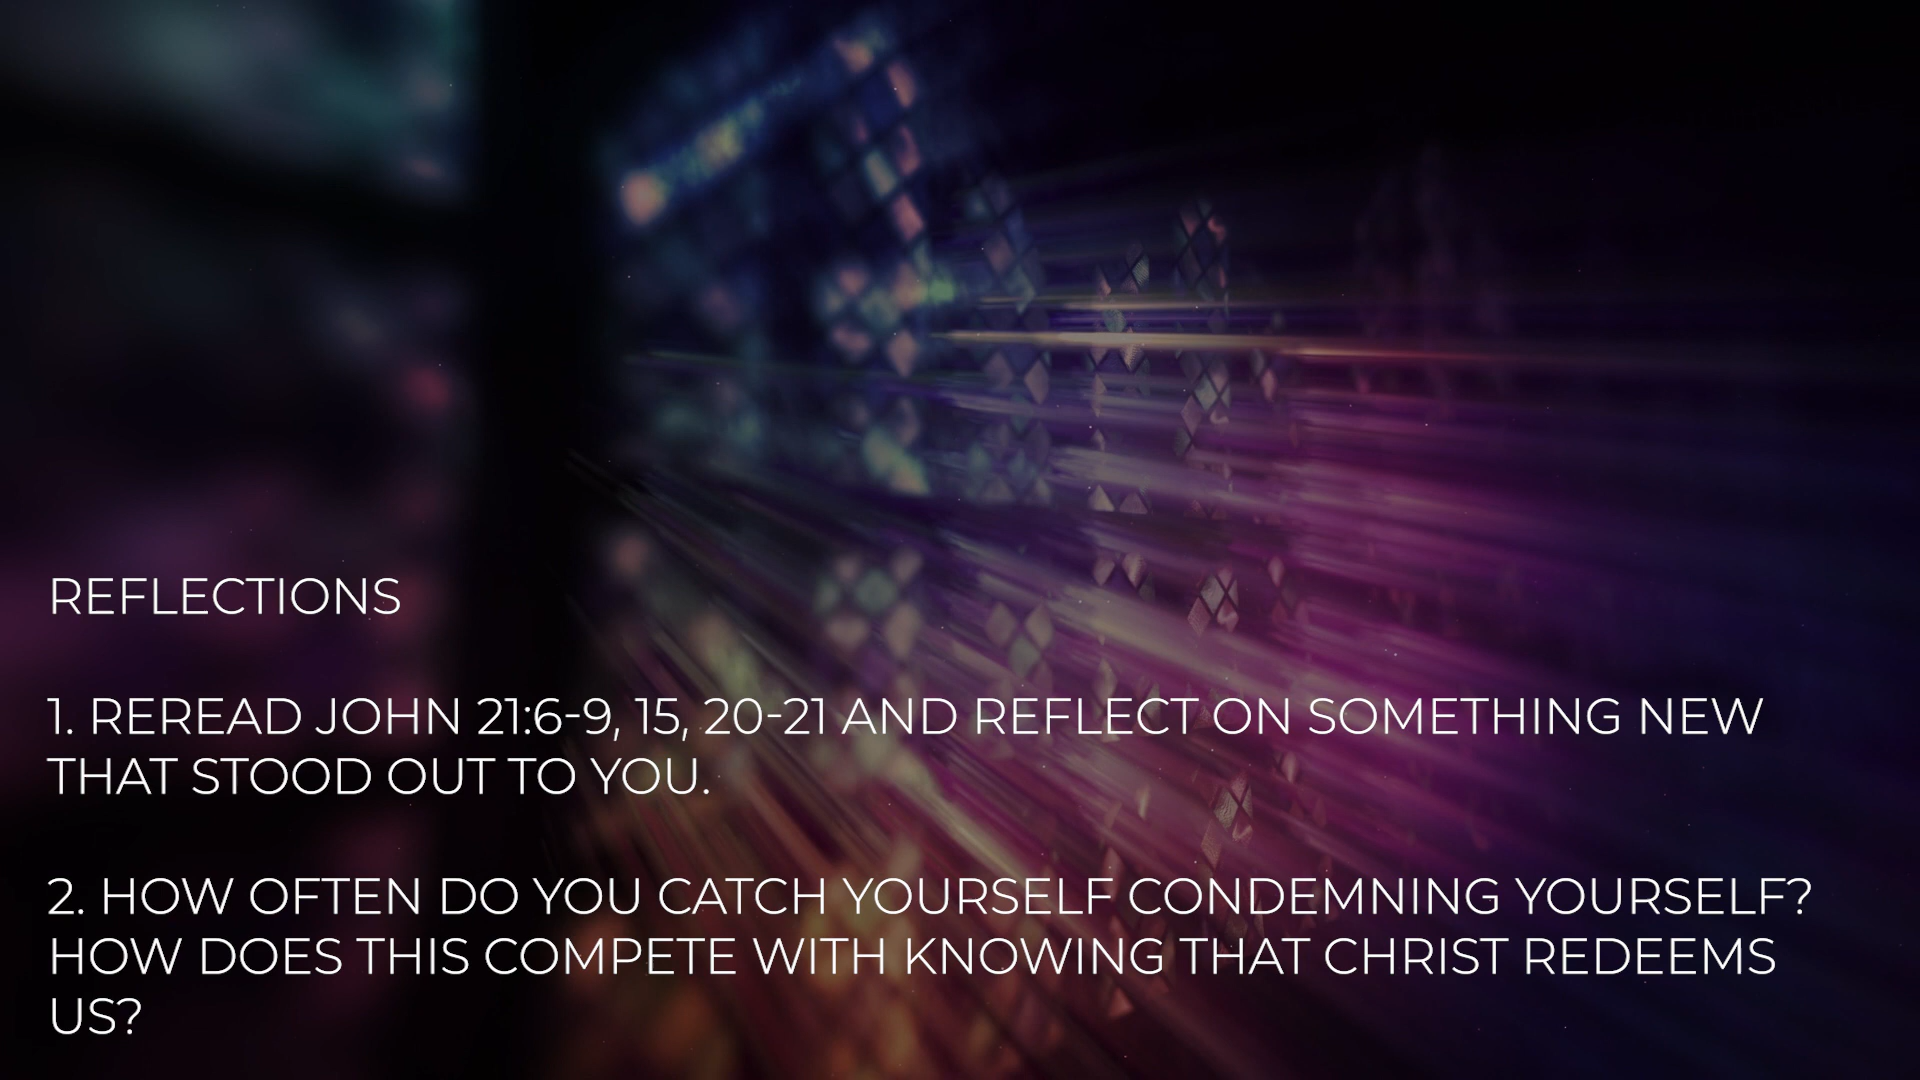 REFLECTIONS
1. REREAD JOHN 21:6-9, 15, 20-21 AND REFLECT ON SOMETHING NEW
THAT STOOD OUT TO YOU.
2. HOW OFTEN DO YOU CATCH YOURSELF CONDEMNING YOURSELF?
HOW DOES THIS COMPETE WITH KNOWING THAT CHRIST REDEEMS
US?